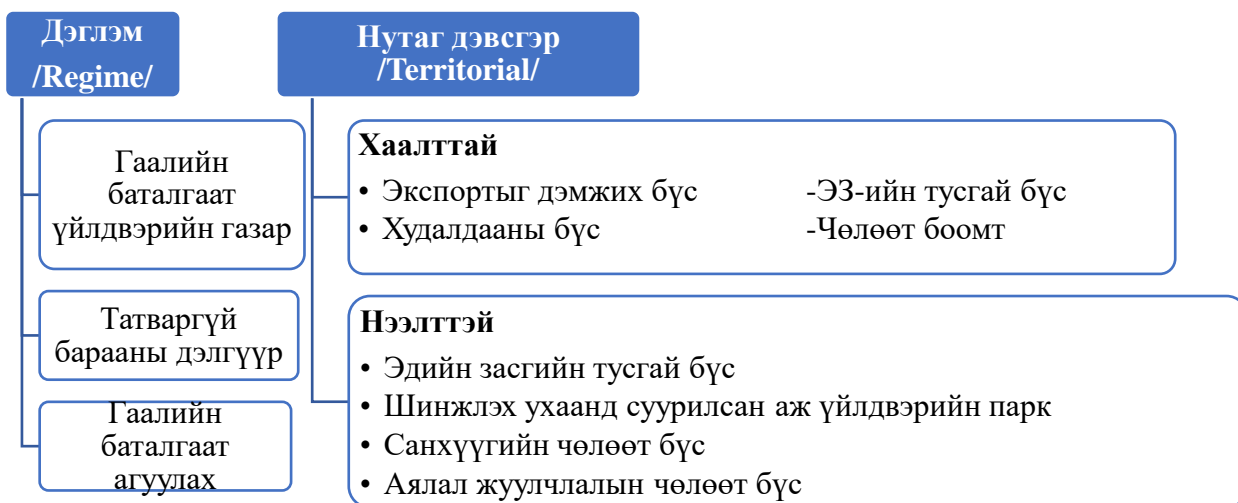 Дэглэм
/Regime/
Гаалийн
баталгаат
үйлдвэрийн газар
Татваргүй
барааны дэлгүүр
Гаалийн
баталгаат
агуулах
Нутаг дэвсгэр
/Territorial/
Хаалттай
• Экспортыг дэмжих бүс -ЭЗ-ийн тусгай бүс
• Худалдааны бүс -Чөлөөт боомт
Нээлттэй
• Эдийн засгийн тусгай бүс
• Шинжлэх ухаанд суурилсан аж үйлдвэрийн парк
• Санхүүгийн чөлөөт бүс
• Аялал жуулчлалын чөлөөт бүс